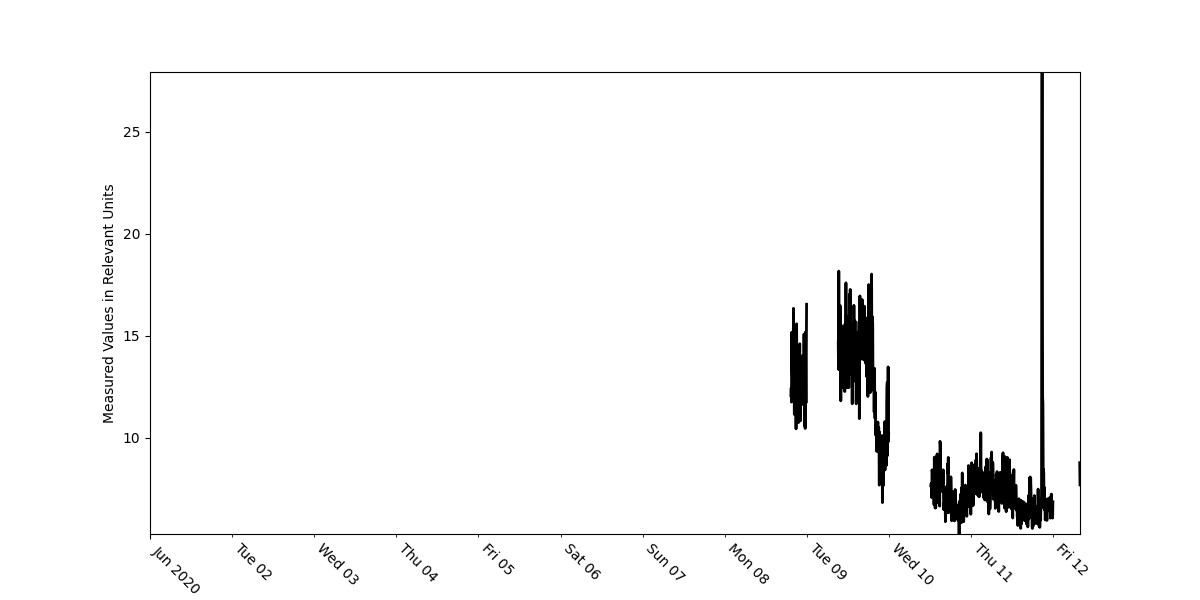 Measured Values in Relevant Units
25
20
15
10
Jun 2020
Tue 02
Wed 03
Thu 04
Fri 05
Sat 06
Sun 07
Mon 08
Tue 09
Wed 10
Thu 11
Fri 12